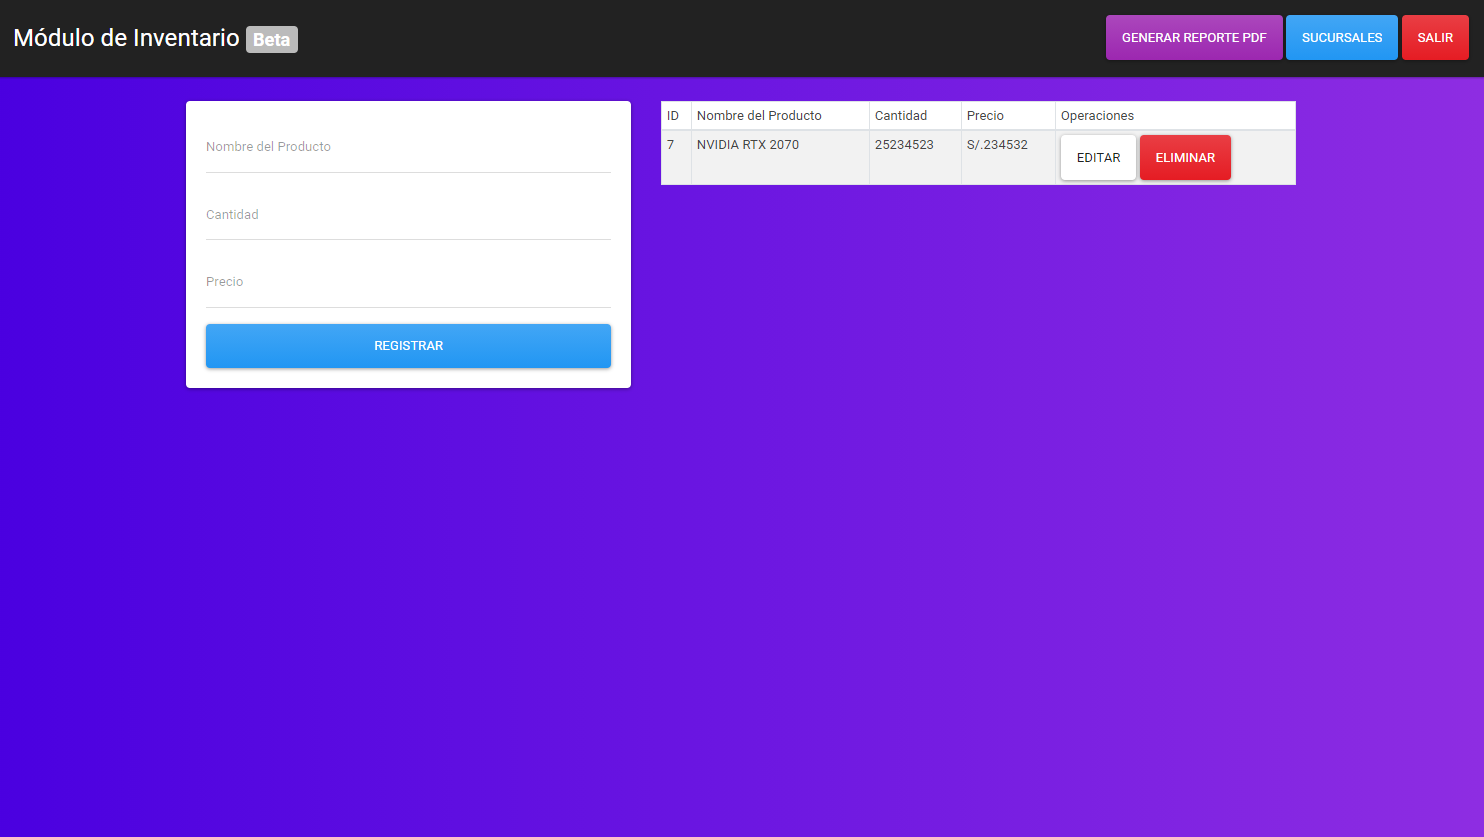 Módulo de Inventario Beta
GENERAR REPORTE PDF
SUCURSALES
SALIR
Nombre del Producto
Cantidad
Precio
REGISTRAR
ID Nombre del Producto Cantidad Precio Operaciones
7 NVIDIA RTX 2070 25234523 S/.234532 EDITAR ELIMINAR